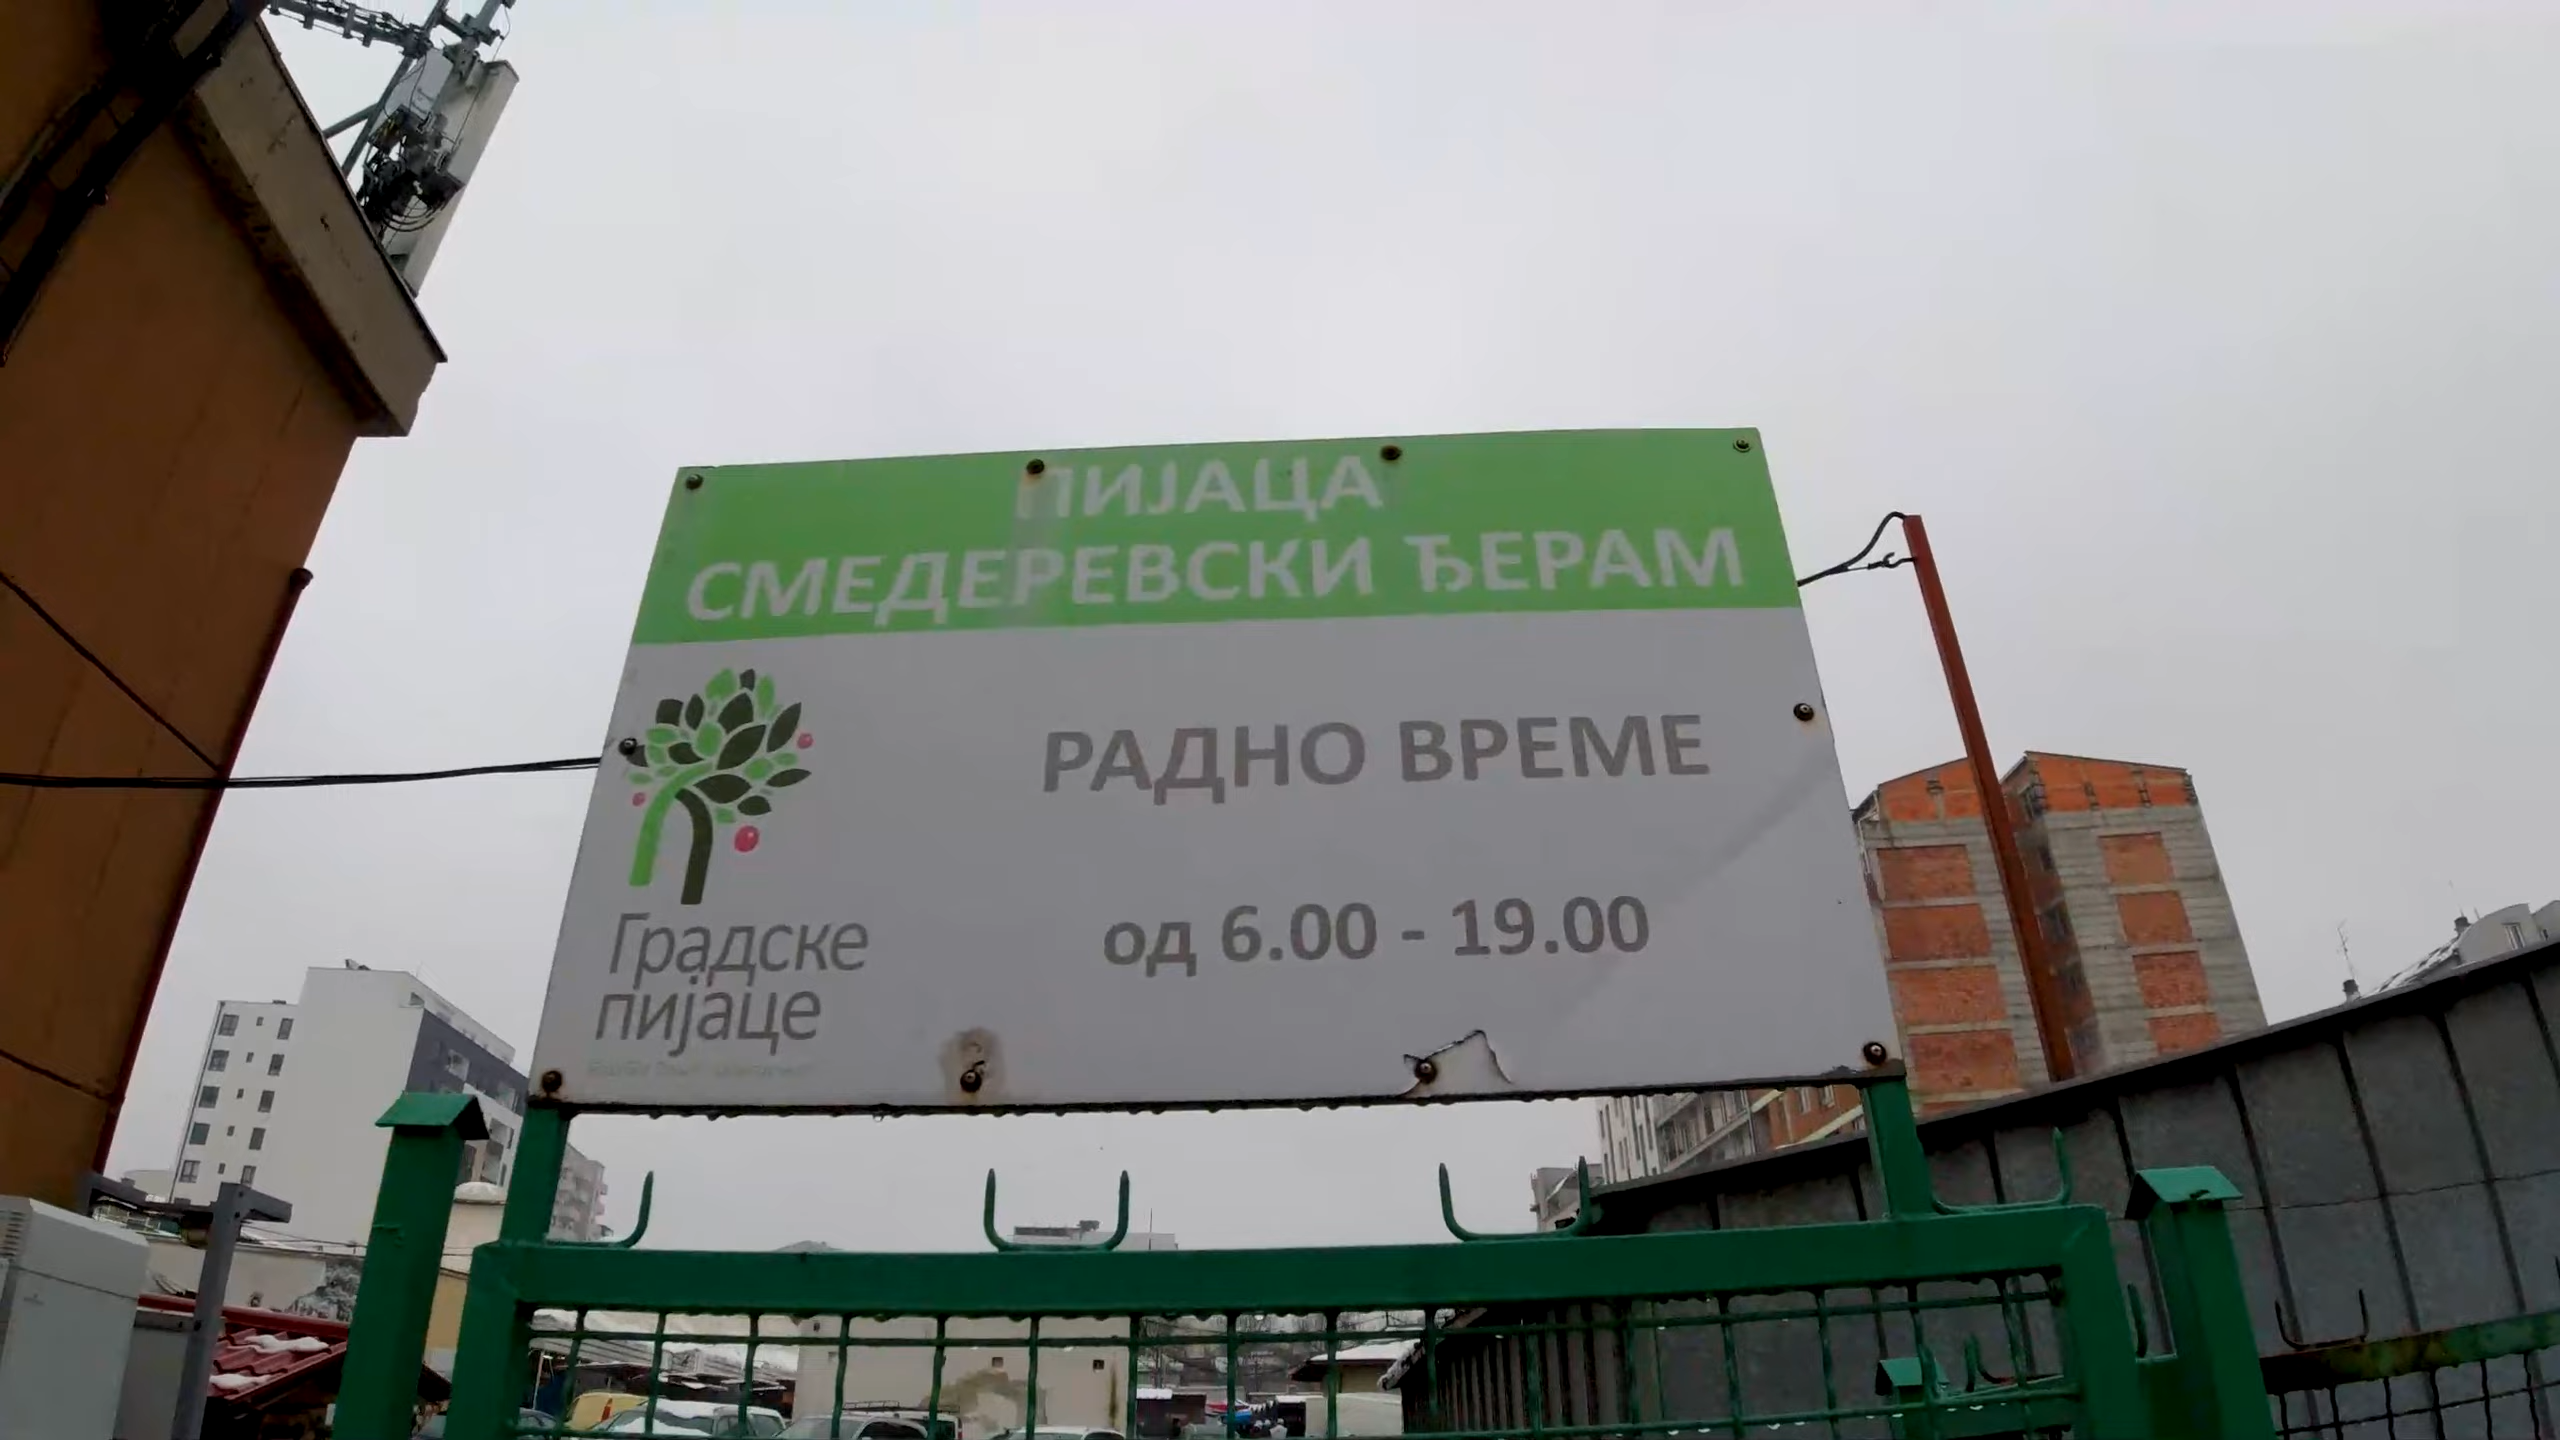 ПИЈАЦА
СМЕДЕРЕВСКИ ЂЕРАМ
РАДНО ВРЕМЕ
од 6.00 - 19.00
Градске
пијаце